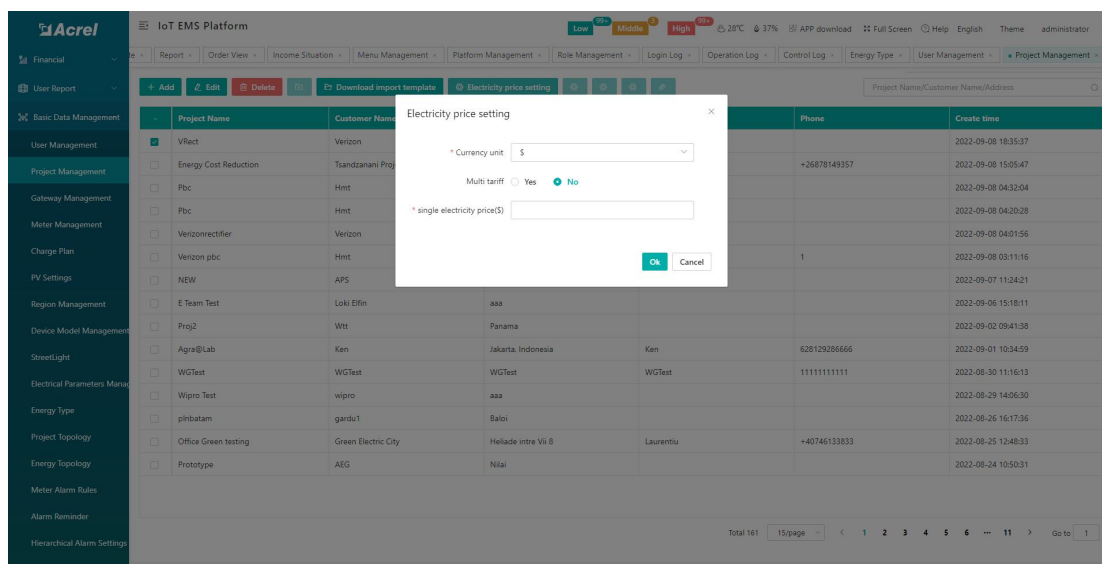 Acrel
IoT EMS Platform
Low 99+ Middle 3 High 99+ 28℃ 37% APP download Full Screen Help English Theme administrator
Report × Order View × Income Situation × Menu Management × Platform Management × Role Management × Login Log × Operation Log × Control Log × Energy Type × User Management × Project Management ×
+ Add Edit Delete Download import template Electricity price setting Project Name/Customer Name/Address
Financial
User Report
Basic Data Management
User Management
Project Management
Gateway Management
Meter Management
Charge Plan
PV Settings
Region Management
Device Model Management
StreetLight
Electrical Parameters Manag
Energy Type
Project Topology
Energy Topology
Meter Alarm Rules
Alarm Reminder
Hierarchical Alarm Settings
Project Name Customer Name Phone Create time
VRect Verizon 2022-09-08 18:35:37
Energy Cost Reduction Tsandzanani Proj +26878149357 2022-09-08 15:05:47
Pbc Hmt 2022-09-08 04:32:04
Pbc Hmt 2022-09-08 04:20:28
Verizonrectifier Verizon 2022-09-08 04:01:56
Verizon pbc Hmt 1 2022-09-08 03:11:16
NEW APS 2022-09-07 11:24:21
E Team Test Loki Elfin aaa 2022-09-06 15:18:11
Proj2 Wtt Panama 2022-09-02 09:41:38
Agra@Lab Ken Jakarta. Indonesia Ken 628129286666 2022-09-01 10:34:59
WGTest WGTest WGTest WGTest 11111111111 2022-08-30 11:16:13
Wipro Test wipro aaa 2022-08-29 14:06:30
plnbatam gardu1 Baloi 2022-08-26 16:17:36
Office Green testing Green Electric City Heliade intre Vii 8 Laurentiu +40746133833 2022-08-25 12:48:33
Prototype AEG Nilai 2022-08-24 10:50:31
Electricity price setting ×
* Currency unit $
Multi tariff Yes No
* single electricity price($)
Ok Cancel
Total 161 15/page < 1 2 3 4 5 6 ··· 11 > Go to 1